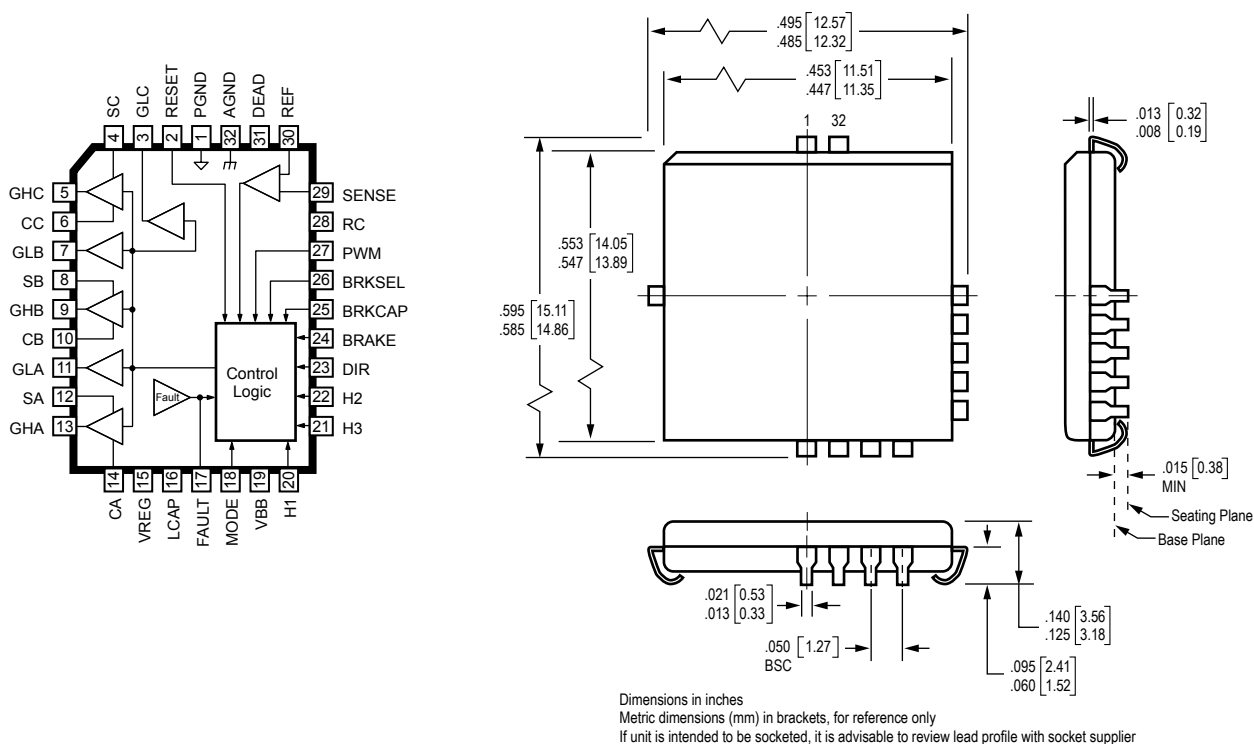 SC
GLC
RESET
PGND
AGND
DEAD
REF
4
3
2
1
32
31
30
GHC 5
CC 6
GLB 7
SB 8
GHB 9
CB 10
GLA 11
SA 12
GHA 13
29 SENSE
28 RC
27 PWM
26 BRKSEL
25 BRKCAP
24 BRAKE
23 DIR
22 H2
21 H3
Control
Logic
Fault
14
15
16
17
18
19
20
CA
VREG
LCAP
FAULT
MODE
VBB
H1
.495 [12.57]
.485 [12.32]
.453 [11.51]
.447 [11.35]
1 32
.553 [14.05]
.547 [13.89]
.595 [15.11]
.585 [14.86]
.013 [0.32]
.008 [0.19]
.015 [0.38]
MIN
Seating Plane
Base Plane
.021 [0.53]
.013 [0.33]
.050 [1.27]
BSC
.140 [3.56]
.125 [3.18]
.095 [2.41]
.060 [1.52]
Dimensions in inches
Metric dimensions (mm) in brackets, for reference only
If unit is intended to be socketed, it is advisable to review lead profile with socket supplier